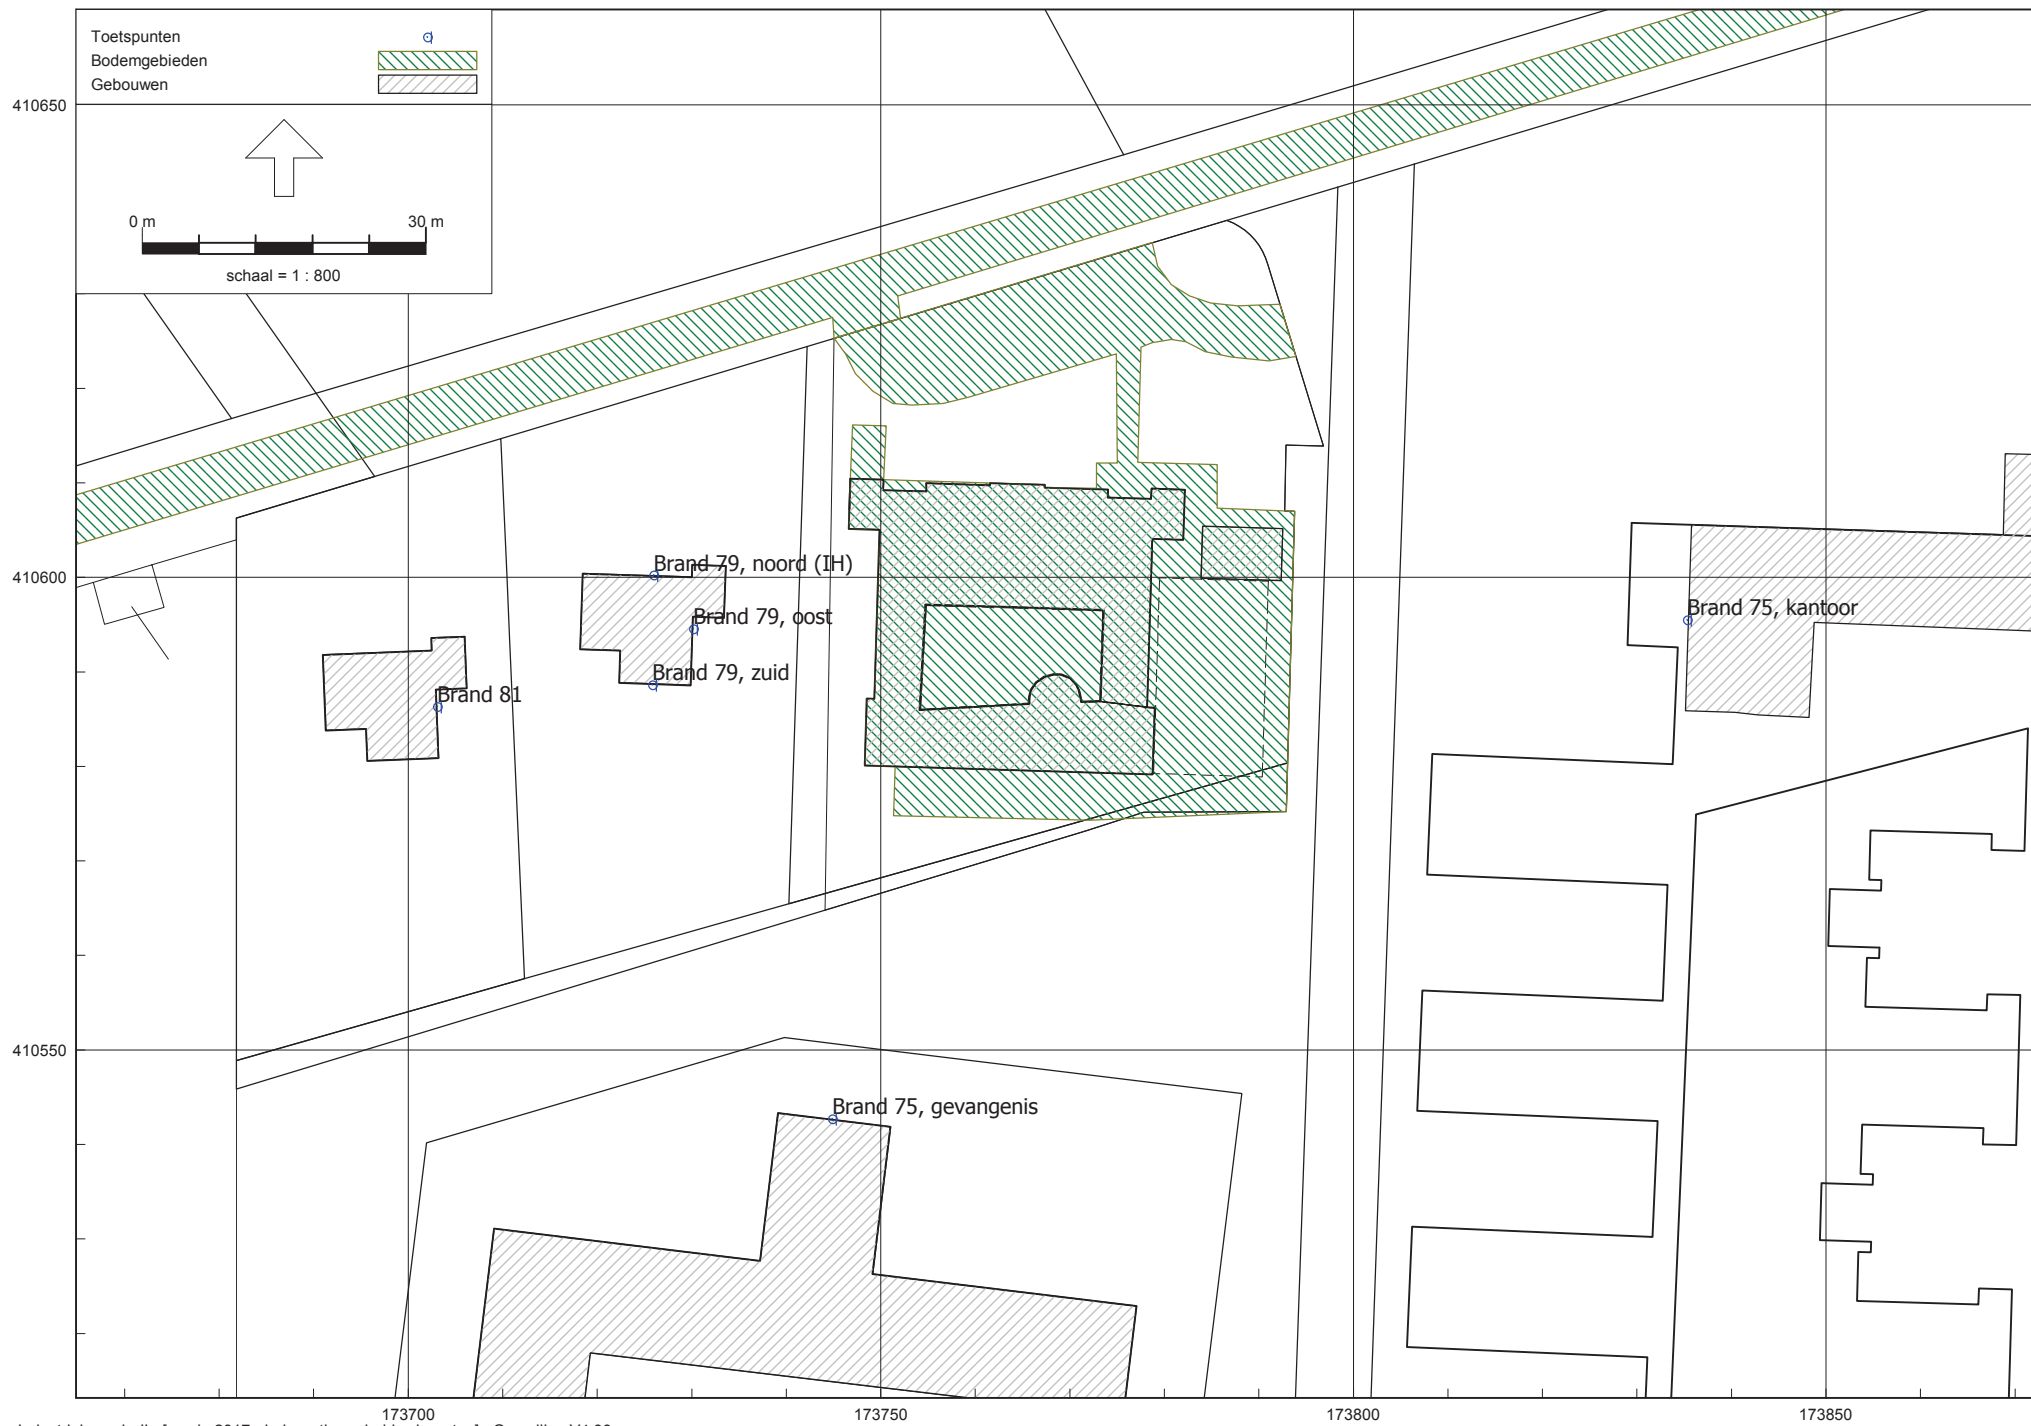 Toetspunten
Bodemgebieden
Gebouwen
410650
0 m 30 m
schaal = 1 : 800
Brand 79, noord (IH)
410600
Brand 79, oost
Brand 75, kantoor
Brand 79, zuid
Brand 81
410550
Brand 75, gevangenis
173700 173750 173800 173850